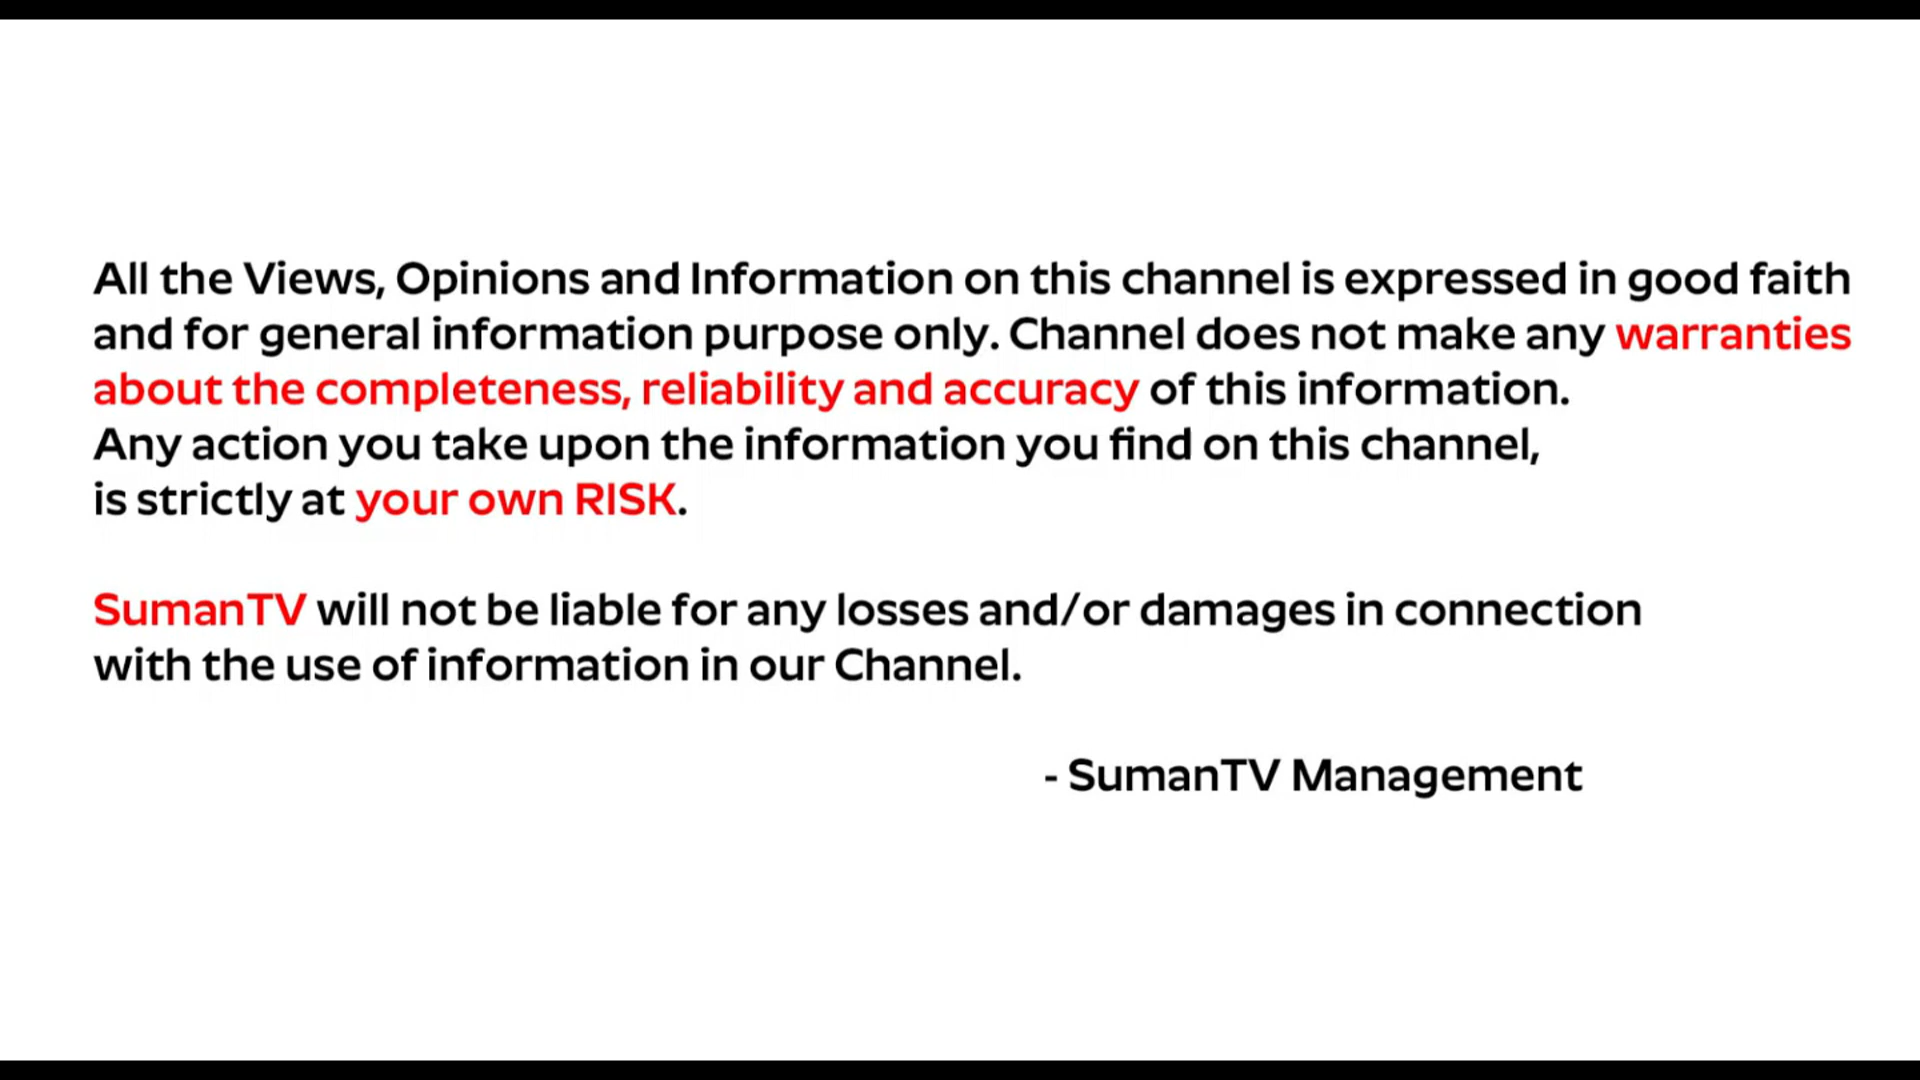 All the Views, Opinions and Information on this channel is expressed in good faith
and for general information purpose only. Channel does not make any warranties
about the completeness, reliability and accuracy of this information.
Any action you take upon the information you find on this channel,
is strictly at your own RISK.
SumanTV will not be liable for any losses and/or damages in connection
with the use of information in our Channel.
- SumanTV Management